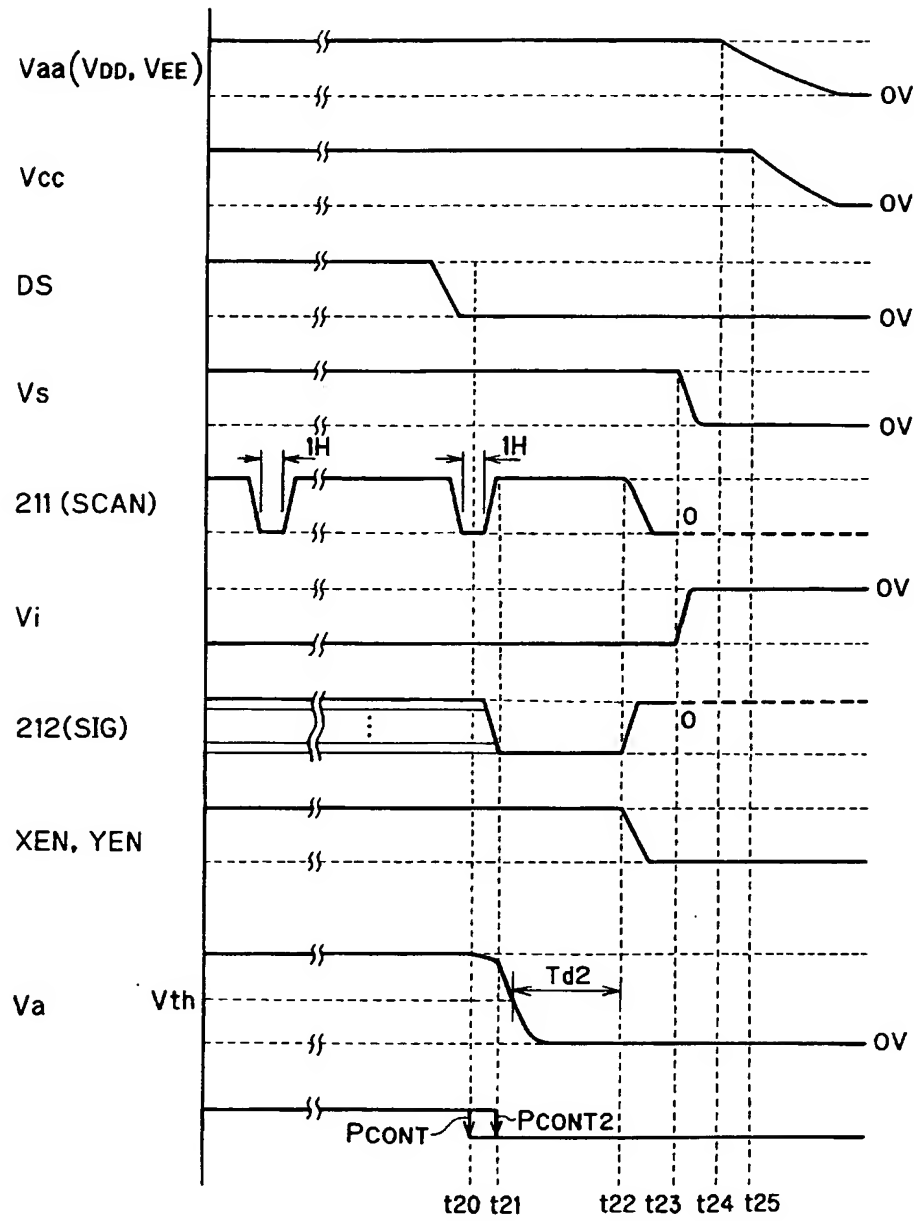 Vaa(VDD, VEE)
0V
Vcc
0V
DS
0V
Vs
0V
1H 1H
211 (SCAN)
0
Vi
0V
212(SIG)
0
XEN, YEN
Td2
Va Vth
0V
PCONT PCONT2
t20 t21 t22 t23 t24 t25